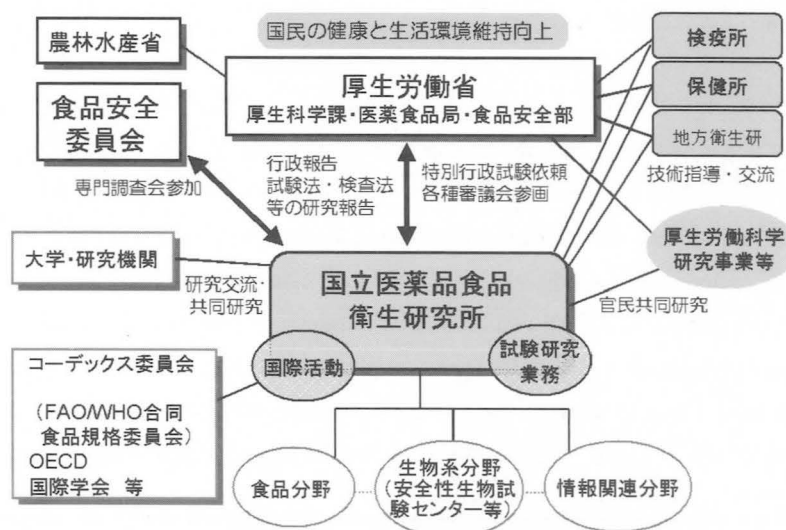 国民の健康と生活環境維持向上
農林水産省
厚生労働省
厚生科学課・医薬食品局・食品安全部
検疫所
保健所
地方衛生研
技術指導・交流
食品安全
委員会
専門調査会参加
行政報告
試験法・検査法
等の研究報告
特別行政試験依頼
各種審議会参画
厚生労働科学
研究事業等
大学・研究機関
研究交流・
共同研究
国立医薬品食品
衛生研究所
官民共同研究
国際活動
試験研究
業務
コーデックス委員会
（FAO/WHO合同
食品規格委員会）
OECD
国際学会 等
食品分野
生物系分野
（安全性生物試
験センター等）
情報関連分野